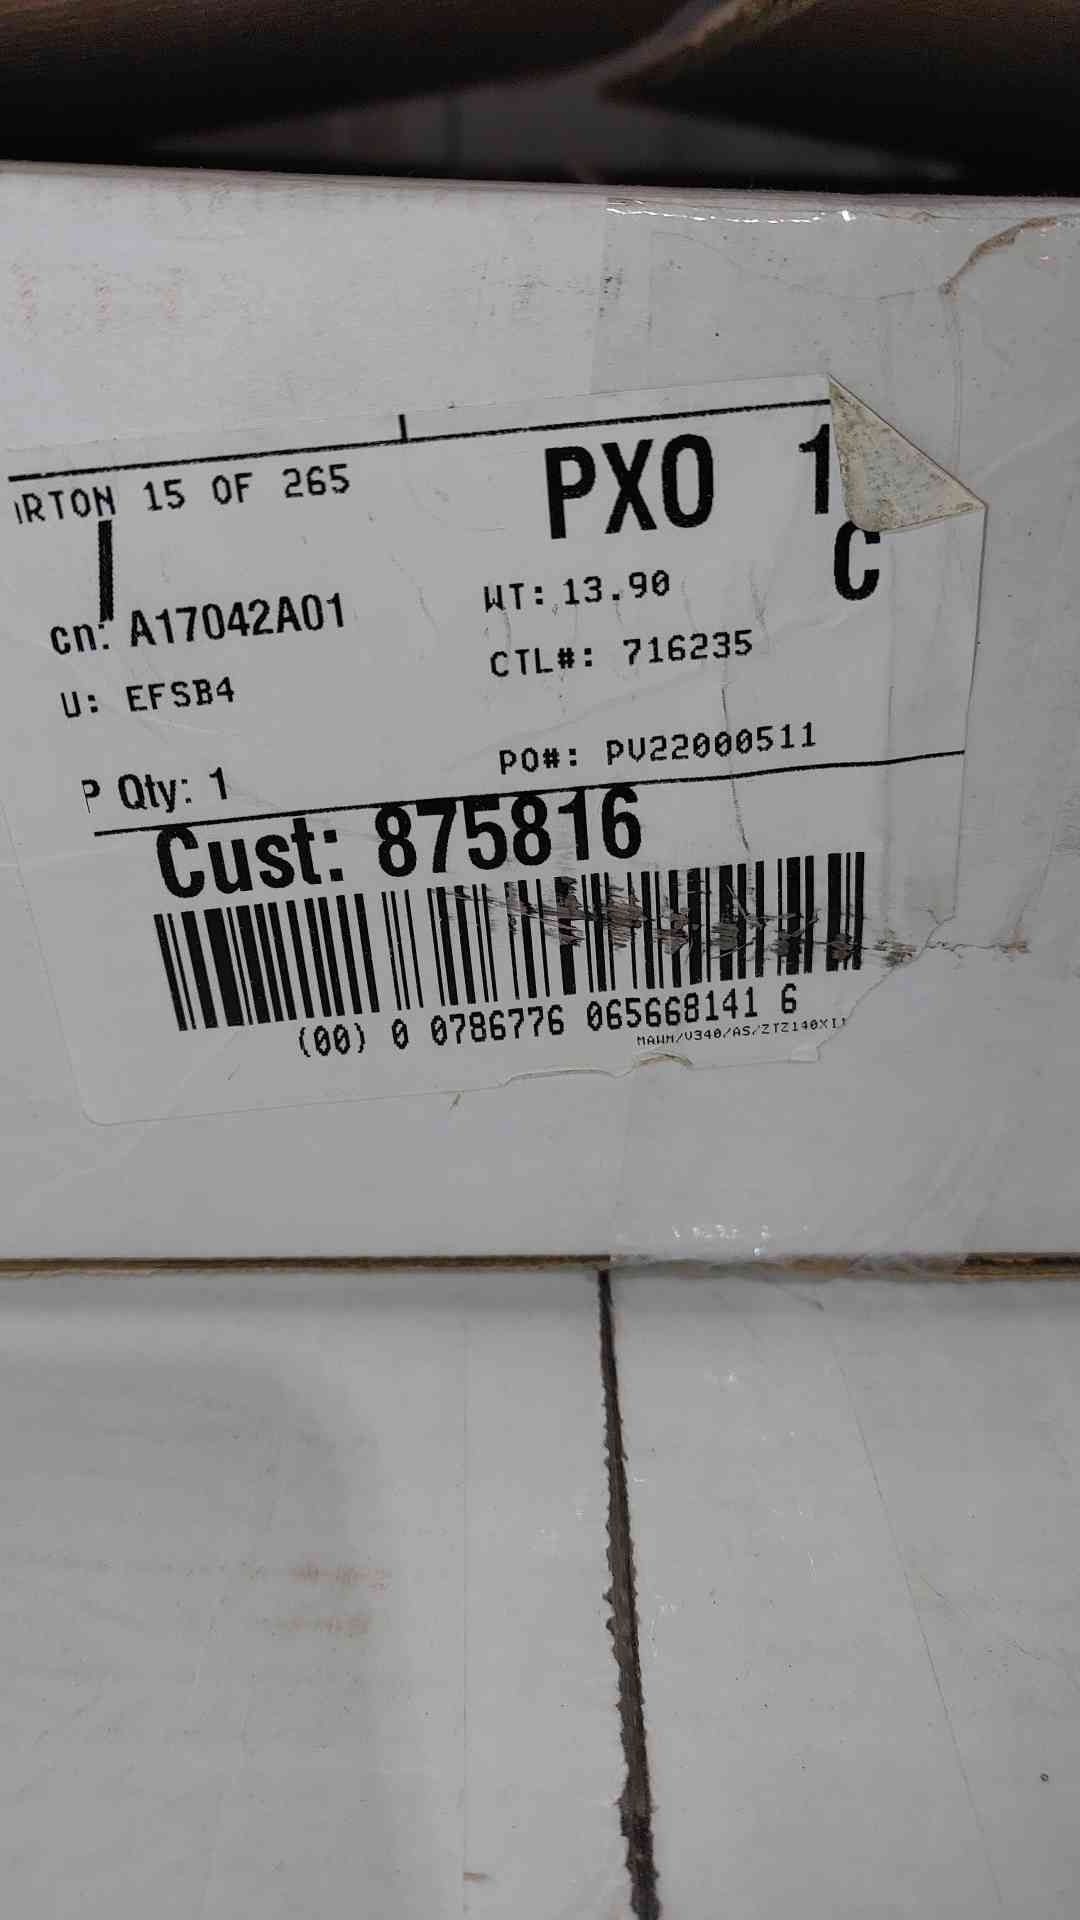 RTON 15 OF 265
PXO 1
C
cn: A17042A01
WT: 13.90
CTL#: 716235
U: EFSB4
PO#: PV22000511
P Qty: 1
Cust: 875816
(00) 0 0786776 065668141 6